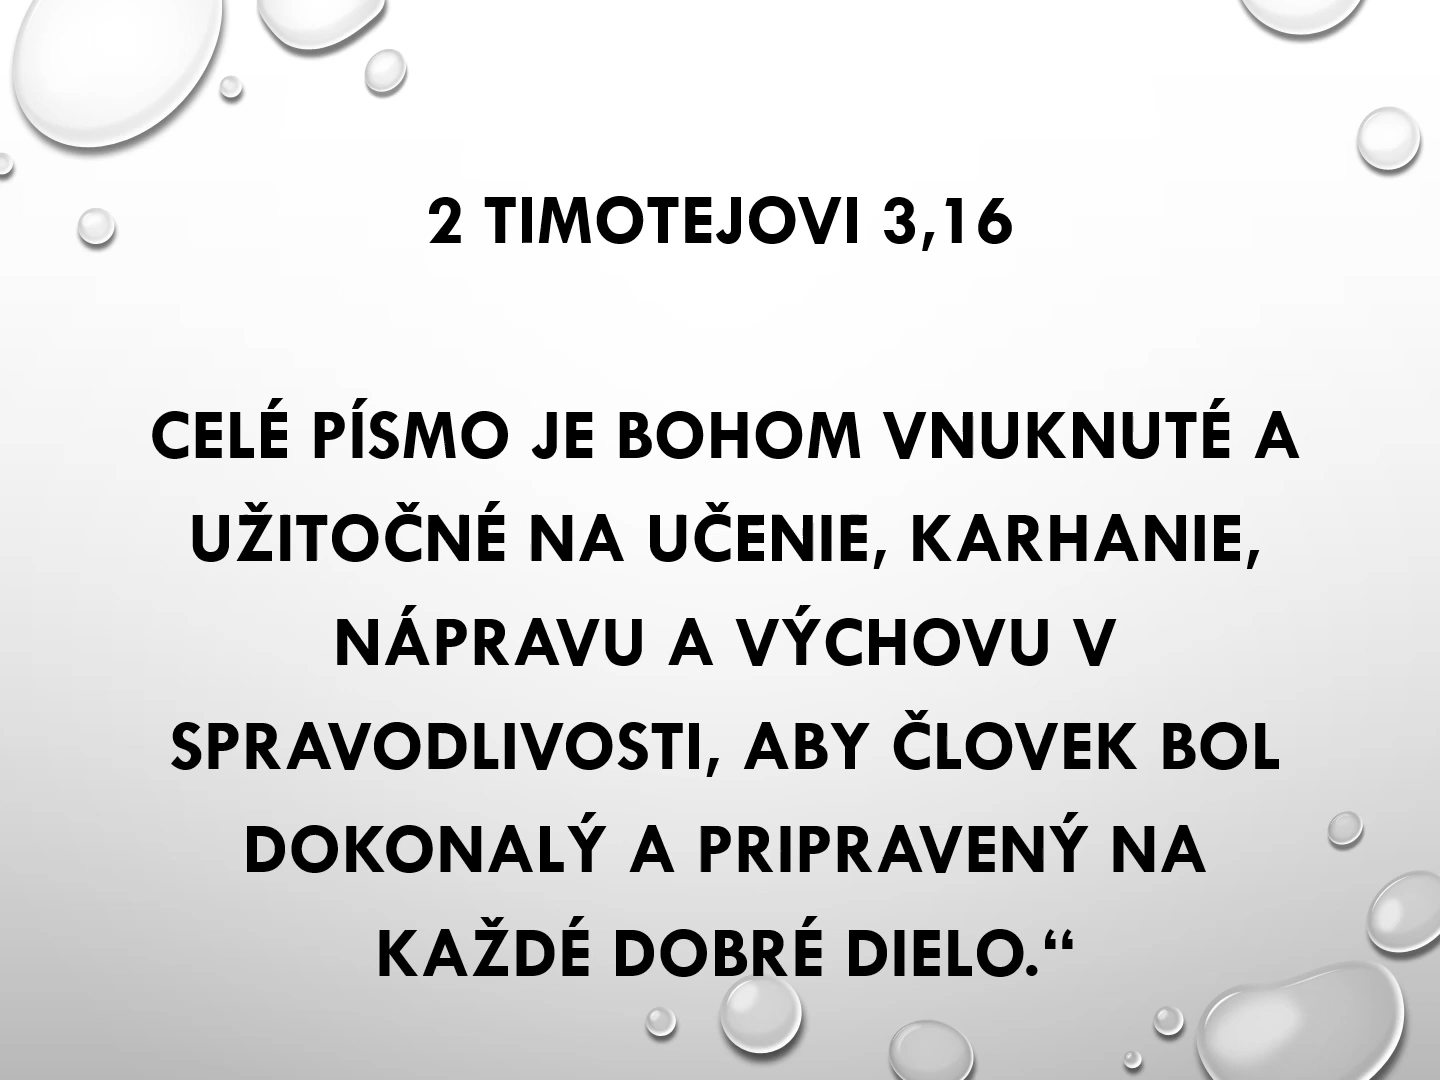 2 TIMOTEJOVI 3,16
CELÉ PÍSMO JE BOHOM VNUKNUTÉ A
UŽITOČNÉ NA UČENIE, KARHANIE,
NÁPRAVU A VÝCHOVU V
SPRAVODLIVOSTI, ABY ČLOVEK BOL
DOKONALÝ A PRIPRAVENÝ NA
KAŽDÉ DOBRÉ DIELO.“